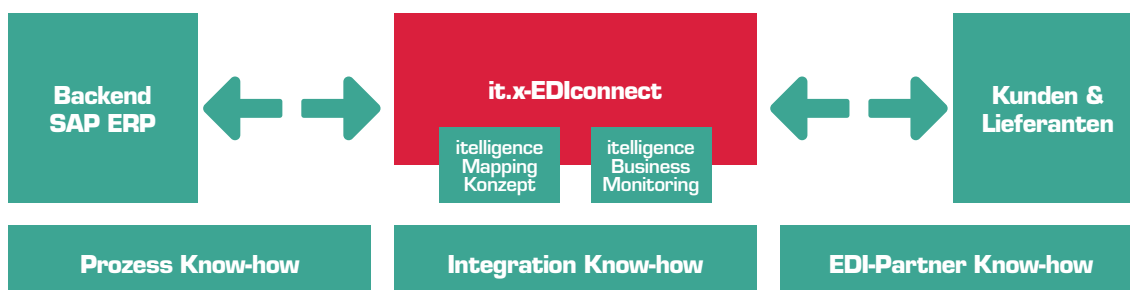 Backend
SAP ERP
it.x-EDIconnect
itelligence
Mapping
Konzept
itelligence
Business
Monitoring
Kunden &
Lieferanten
Prozess Know-how
Integration Know-how
EDI-Partner Know-how